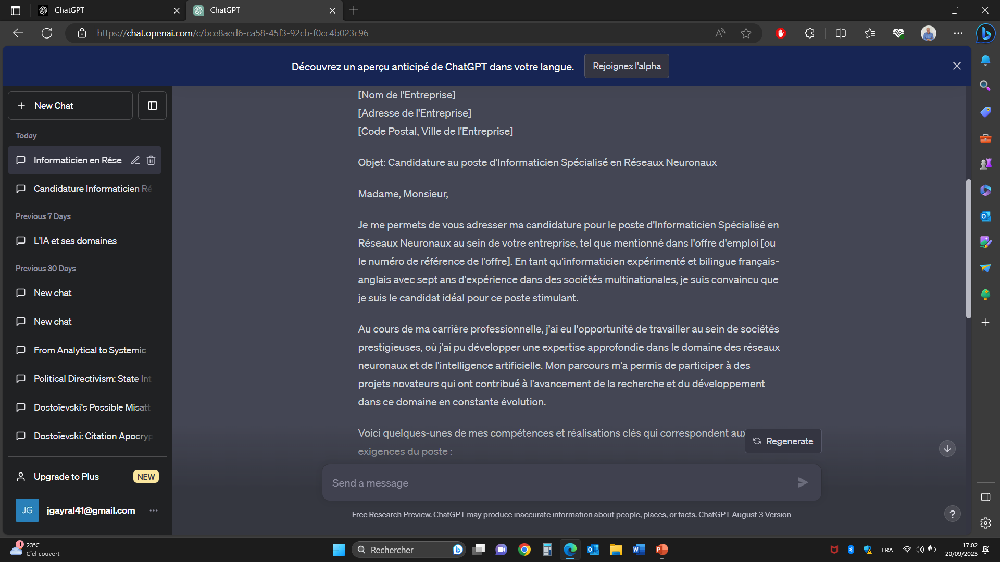 ChatGPT
ChatGPT
https://chat.openai.com/c/bce8aed6-ca58-45f3-92cb-f0cc4b023c96
Découvrez un aperçu anticipé de ChatGPT dans votre langue.
Rejoignez l'alpha
New Chat
Today
Informaticien en Rése
Candidature Informaticien Ré
Previous 7 Days
L'IA et ses domaines
Previous 30 Days
New chat
New chat
From Analytical to Systemic
Political Directivism: State Int
Dostoïevski's Possible Misatt
Dostoïevski: Citation Apocryp
Upgrade to Plus
NEW
JG
jgayral41@gmail.com
[Nom de l'Entreprise]
[Adresse de l'Entreprise]
[Code Postal, Ville de l'Entreprise]
Objet: Candidature au poste d'Informaticien Spécialisé en Réseaux Neuronaux
Madame, Monsieur,
Je me permets de vous adresser ma candidature pour le poste d'Informaticien Spécialisé en
Réseaux Neuronaux au sein de votre entreprise, tel que mentionné dans l'offre d'emploi [ou
le numéro de référence de l'offre]. En tant qu'informaticien expérimenté et bilingue français-
anglais avec sept ans d'expérience dans des sociétés multinationales, je suis convaincu que
je suis le candidat idéal pour ce poste stimulant.
Au cours de ma carrière professionnelle, j'ai eu l'opportunité de travailler au sein de sociétés
prestigieuses, où j'ai pu développer une expertise approfondie dans le domaine des réseaux
neuronaux et de l'intelligence artificielle. Mon parcours m'a permis de participer à des
projets novateurs qui ont contribué à l'avancement de la recherche et du développement
dans ce domaine en constante évolution.
Voici quelques-unes de mes compétences et réalisations clés qui correspondent aux
exigences du poste :
Regenerate
Send a message
Free Research Preview. ChatGPT may produce inaccurate information about people, places, or facts. ChatGPT August 3 Version
?
1
23°C
Ciel couvert
Rechercher
FRA
17:02
20/09/2023